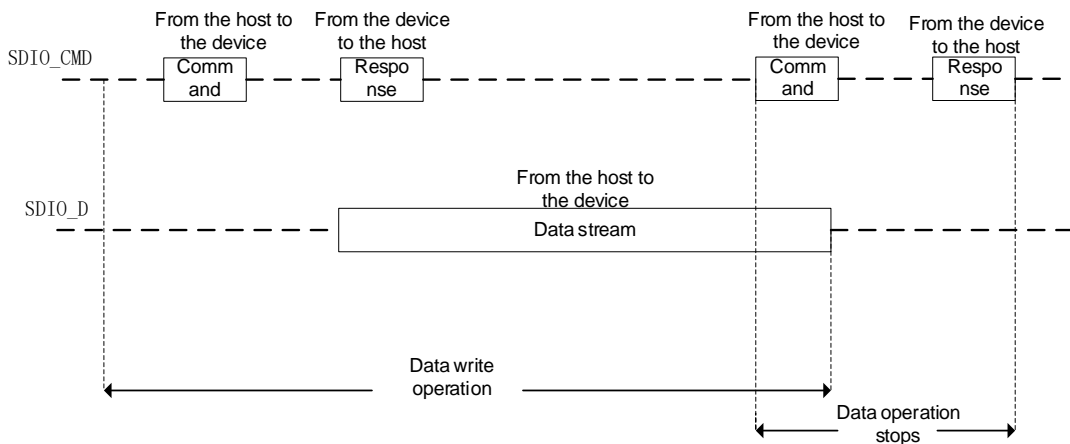 From the host to
the device
From the device
to the host
From the host to
the device
From the device
to the host
SDIO_CMD
Comm
and
Respo
nse
Comm
and
Respo
nse
From the host to
the device
SDIO_D
Data stream
Data write
operation
Data operation
stops